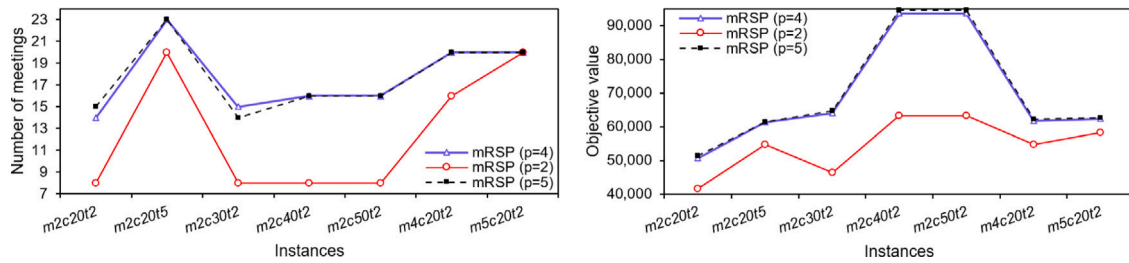 Number of meetings
23
21
19
17
15
13
11
9
7
mRSP (p=4)
mRSP (p=2)
mRSP (p=5)
m2c20t2
m2c20t5
m2c30t2
m2c40t2
m2c50t2
m4c20t2
m5c20t2
Instances
Objective value
90,000
80,000
70,000
60,000
50,000
40,000
mRSP (p=4)
mRSP (p=2)
mRSP (p=5)
m2c20t2
m2c20t5
m2c30t2
m2c40t2
m2c50t2
m4c20t2
m5c20t2
Instances